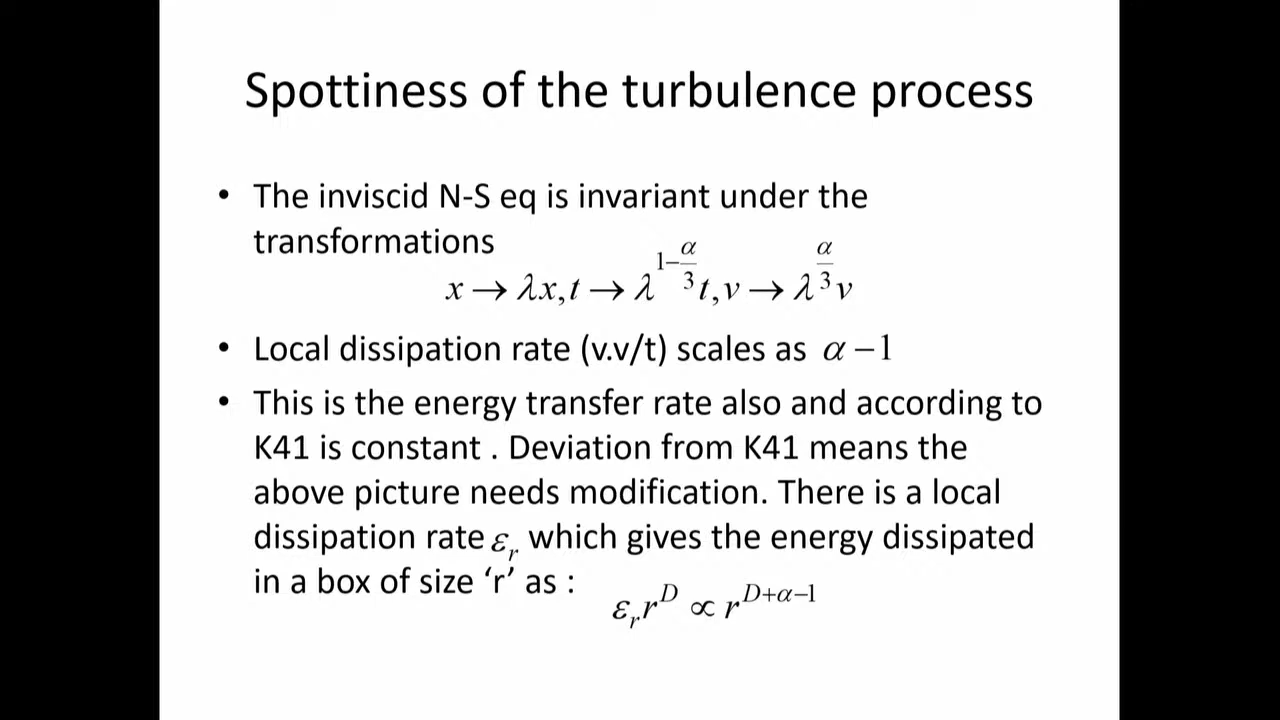 Spottiness of the turbulence process
• The inviscid N-S eq is invariant under the
transformations
x → λx, t → λ^{1−α/3} t, v → λ^{α/3} v
• Local dissipation rate (v.v/t) scales as α − 1
• This is the energy transfer rate also and according to
K41 is constant . Deviation from K41 means the
above picture needs modification. There is a local
dissipation rate ε_r which gives the energy dissipated
in a box of size ‘r’ as :
ε_r r^D ∝ r^{D+α−1}